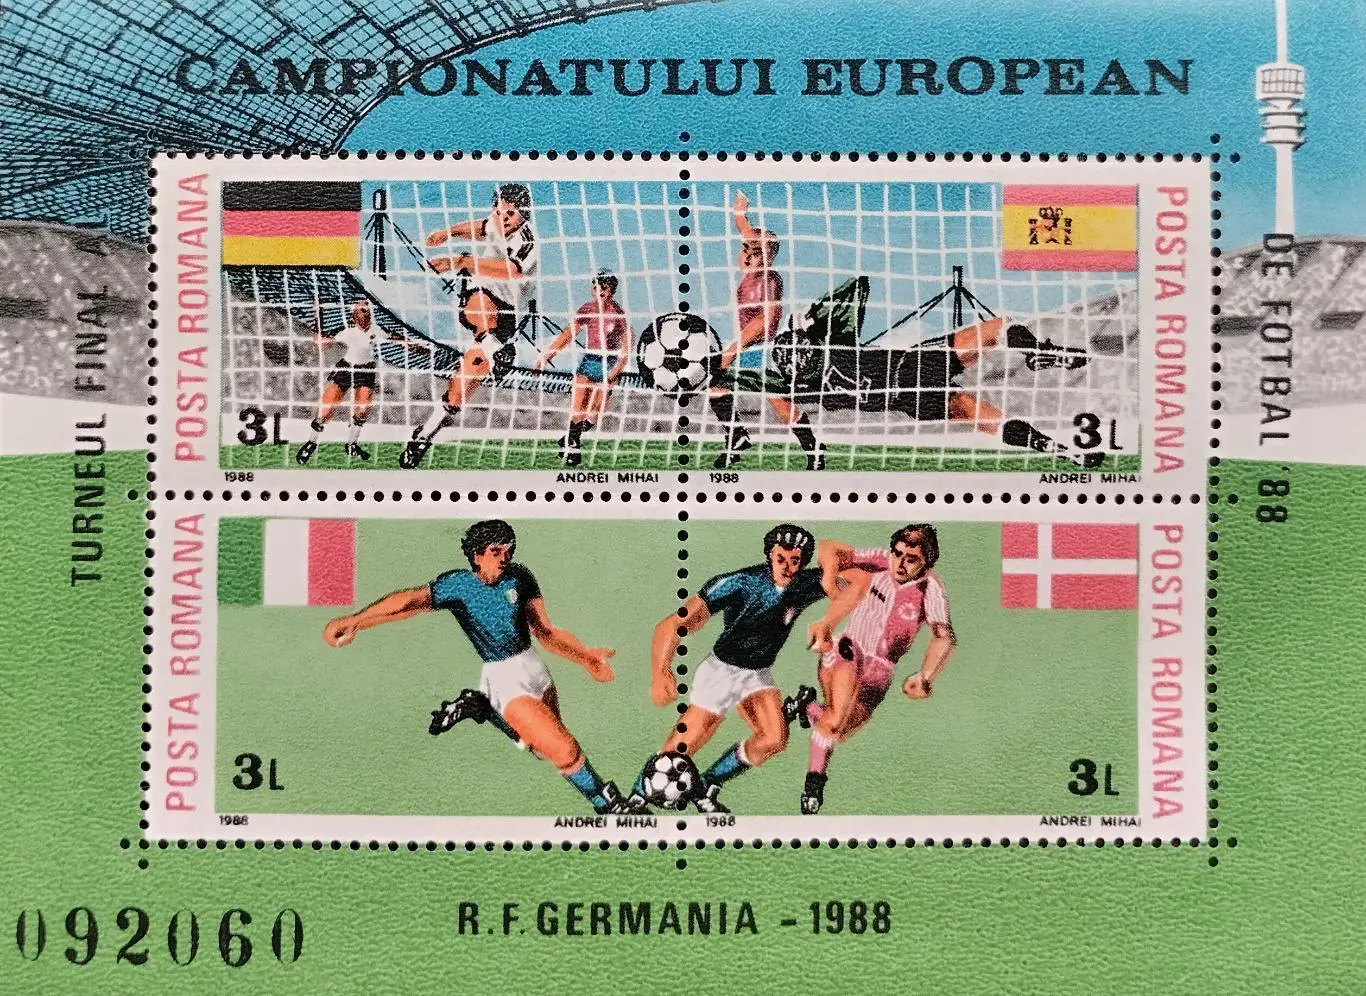 CAMPIONATULUI EUROPEAN
TURNEUL FINAL
DE FOTBAL '88
POSTA ROMANA
3L
1988
ANDREI MIHAI
POSTA ROMANA
3L
1988
ANDREI MIHAI
POSTA ROMANA
3L
1988
ANDREI MIHAI
POSTA ROMANA
3L
1988
ANDREI MIHAI
R.F. GERMANIA - 1988
092060